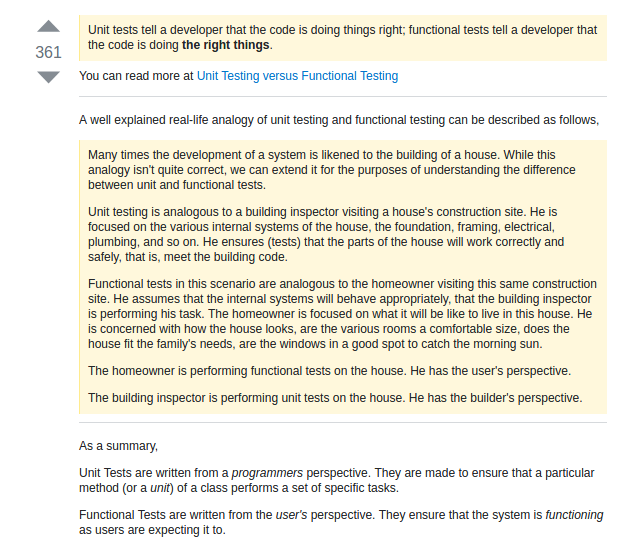 Unit tests tell a developer that the code is doing things right; functional tests tell a developer that
the code is doing the right things.
361
You can read more at Unit Testing versus Functional Testing
A well explained real-life analogy of unit testing and functional testing can be described as follows,
Many times the development of a system is likened to the building of a house. While this
analogy isn't quite correct, we can extend it for the purposes of understanding the difference
between unit and functional tests.
Unit testing is analogous to a building inspector visiting a house's construction site. He is
focused on the various internal systems of the house, the foundation, framing, electrical,
plumbing, and so on. He ensures (tests) that the parts of the house will work correctly and
safely, that is, meet the building code.
Functional tests in this scenario are analogous to the homeowner visiting this same construction
site. He assumes that the internal systems will behave appropriately, that the building inspector
is performing his task. The homeowner is focused on what it will be like to live in this house. He
is concerned with how the house looks, are the various rooms a comfortable size, does the
house fit the family's needs, are the windows in a good spot to catch the morning sun.
The homeowner is performing functional tests on the house. He has the user's perspective.
The building inspector is performing unit tests on the house. He has the builder's perspective.
As a summary,
Unit Tests are written from a programmers perspective. They are made to ensure that a particular
method (or a unit) of a class performs a set of specific tasks.
Functional Tests are written from the user's perspective. They ensure that the system is functioning
as users are expecting it to.